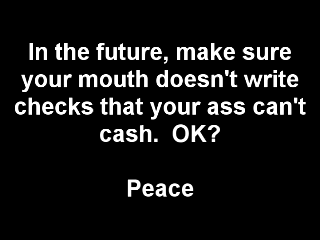 In the future, make sure
your mouth doesn't write
checks that your ass can't
cash.  OK?
Peace